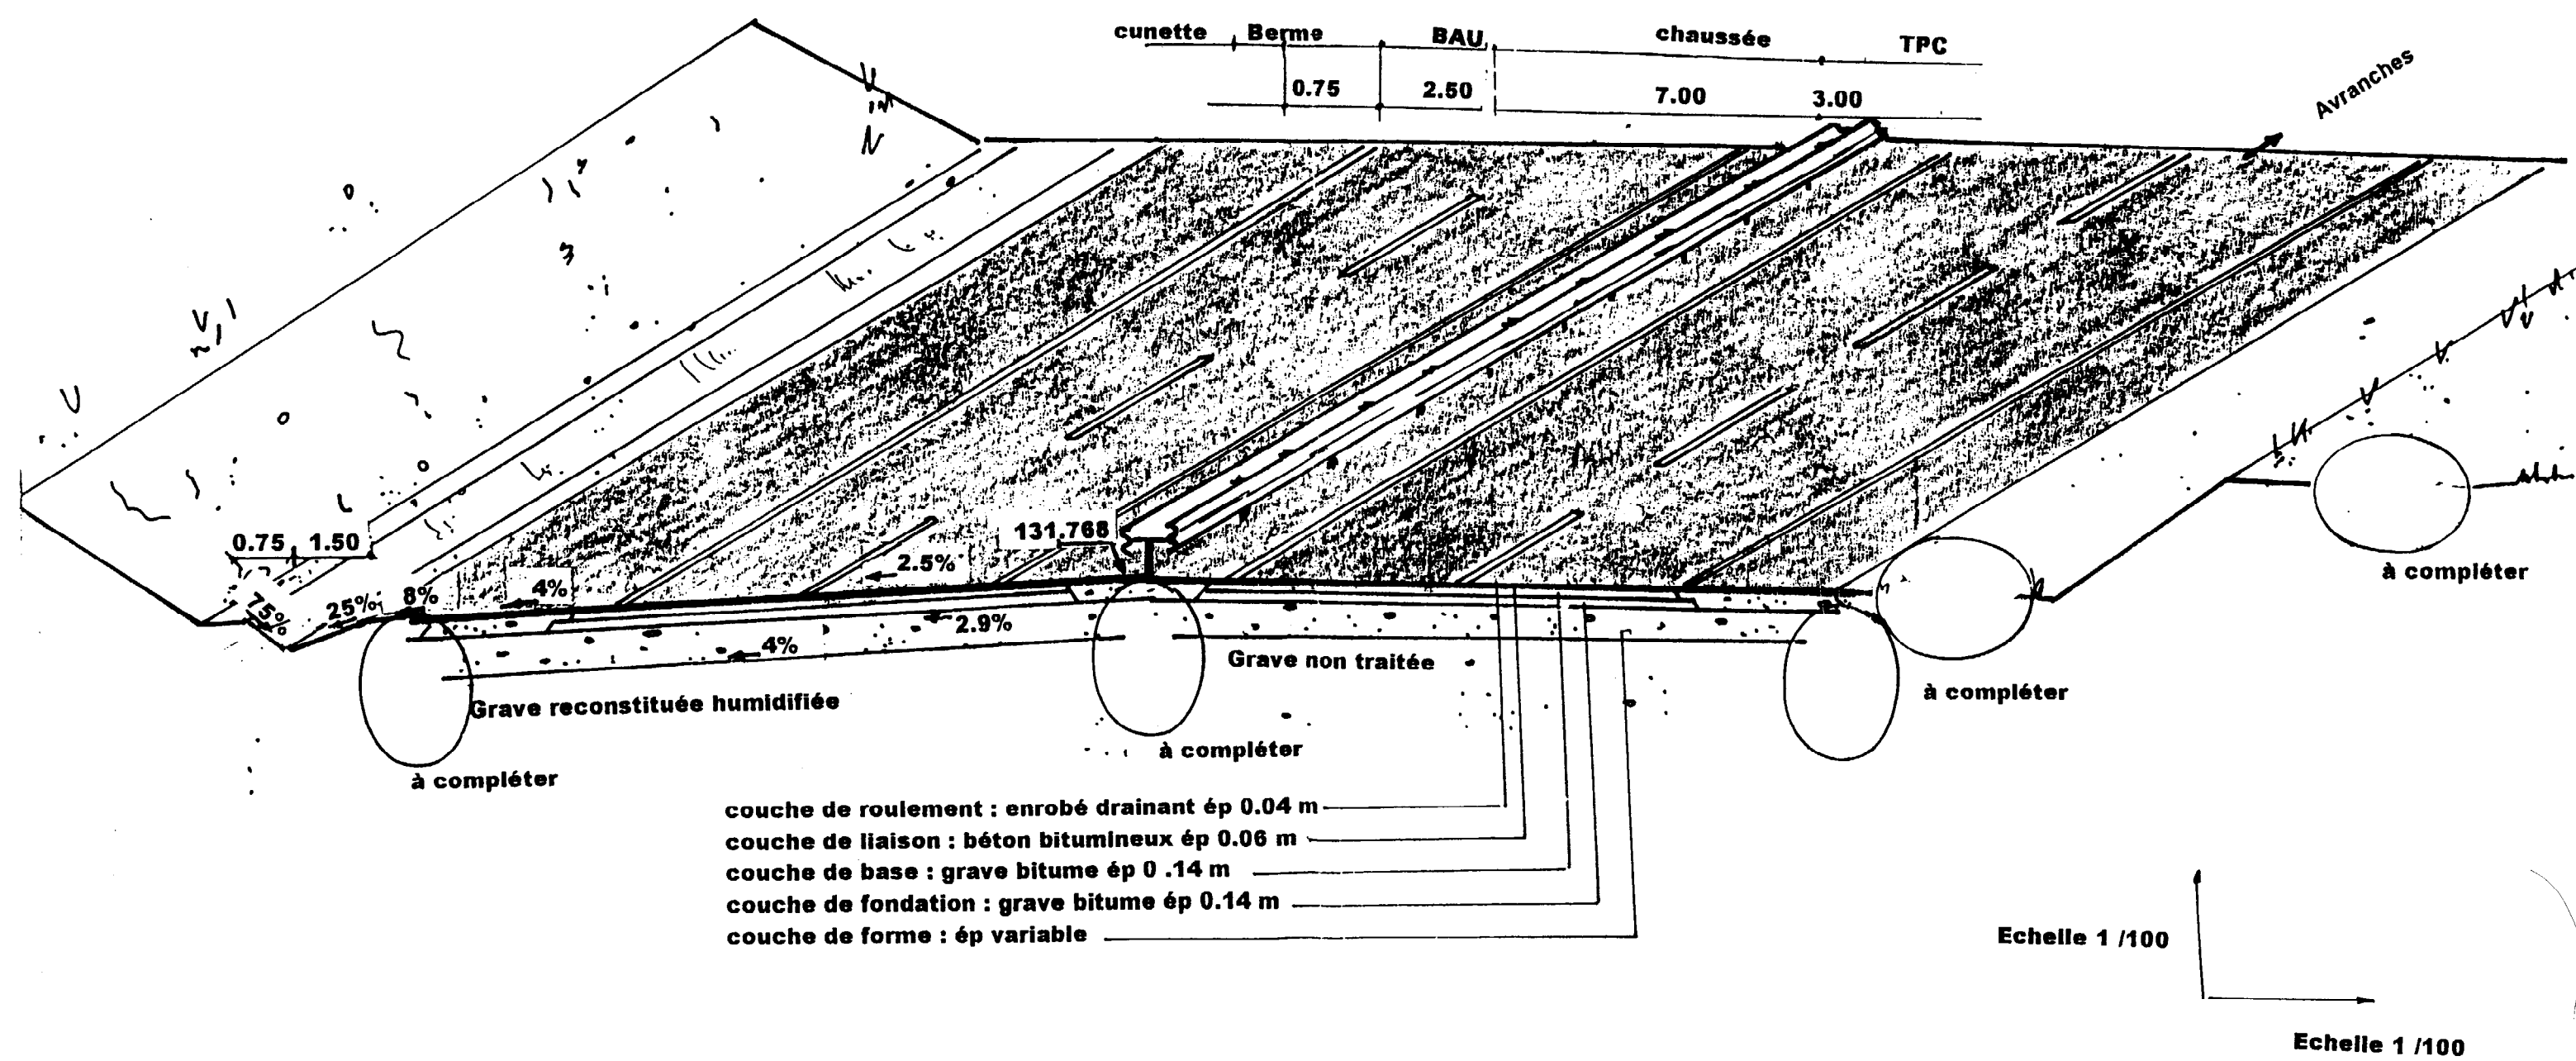 cunette Berme BAU chaussée TPC
0.75 2.50 7.00 3.00
Avranches
0.75 1.50
131.768
75% 25% 8% 4% 2.5%
2.9%
4%
Grave reconstituée humidifiée
Grave non traitée
à compléter
à compléter
à compléter
à compléter
couche de roulement : enrobé drainant ép 0.04 m
couche de liaison : béton bitumineux ép 0.06 m
couche de base : grave bitume ép 0 .14 m
couche de fondation : grave bitume ép 0.14 m
couche de forme : ép variable
Echelle 1 /100
Echelle 1 /100